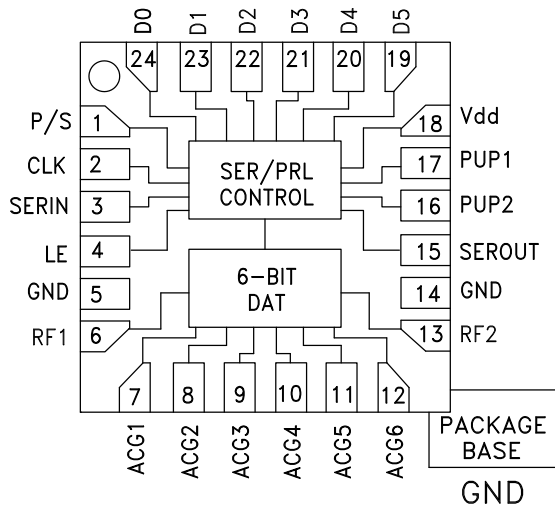 D0
D1
D2
D3
D4
D5
24
23
22
21
20
19
P/S
1
18
Vdd
CLK
2
17
PUP1
SERIN
3
16
PUP2
LE
4
15
SEROUT
GND
5
14
GND
RF1
6
13
RF2
SER/PRL
CONTROL
6-BIT
DAT
7
8
9
10
11
12
ACG1
ACG2
ACG3
ACG4
ACG5
ACG6
PACKAGE
BASE
GND